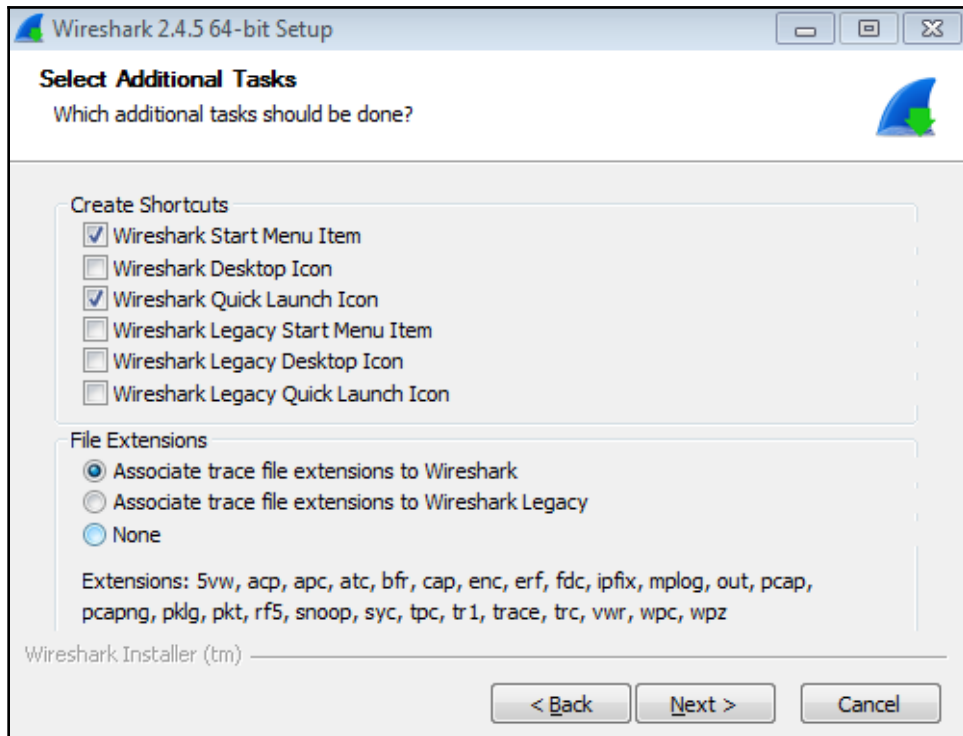 Wireshark 2.4.5 64-bit Setup
Select Additional Tasks
Which additional tasks should be done?
Create Shortcuts
Wireshark Start Menu Item
Wireshark Desktop Icon
Wireshark Quick Launch Icon
Wireshark Legacy Start Menu Item
Wireshark Legacy Desktop Icon
Wireshark Legacy Quick Launch Icon
File Extensions
Associate trace file extensions to Wireshark
Associate trace file extensions to Wireshark Legacy
None
Extensions: 5vw, acp, apc, atc, bfr, cap, enc, erf, fdc, ipfix, mplog, out, pcap,
pcapng, pklg, pkt, rf5, snoop, syc, tpc, tr1, trace, trc, vwr, wpc, wpz
Wireshark Installer (tm)
< Back Next > Cancel